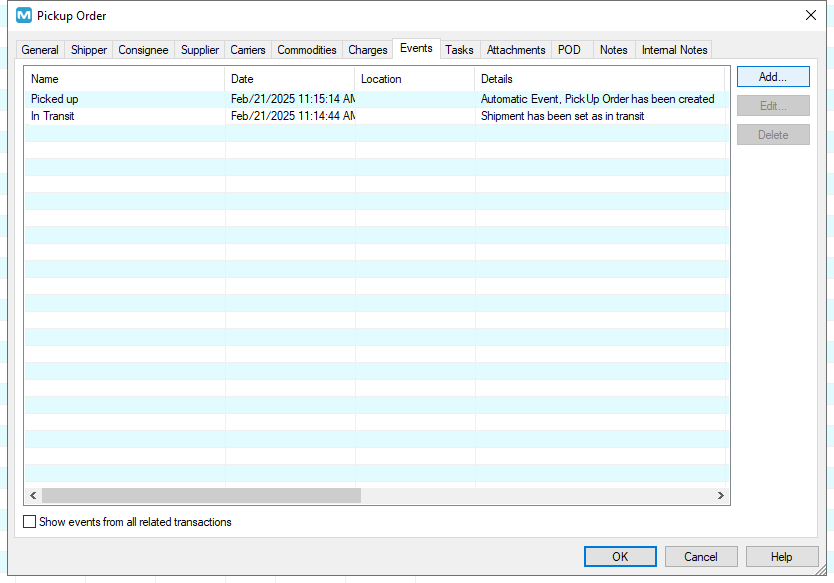 Pickup Order
General Shipper Consignee Supplier Carriers Commodities Charges Events Tasks Attachments POD Notes Internal Notes
Name Date Location Details
Picked up Feb/21/2025 11:15:14 AM Automatic Event, PickUp Order has been created
In Transit Feb/21/2025 11:14:44 AM Shipment has been set as in transit
Add...
Edit...
Delete
Show events from all related transactions
OK Cancel Help